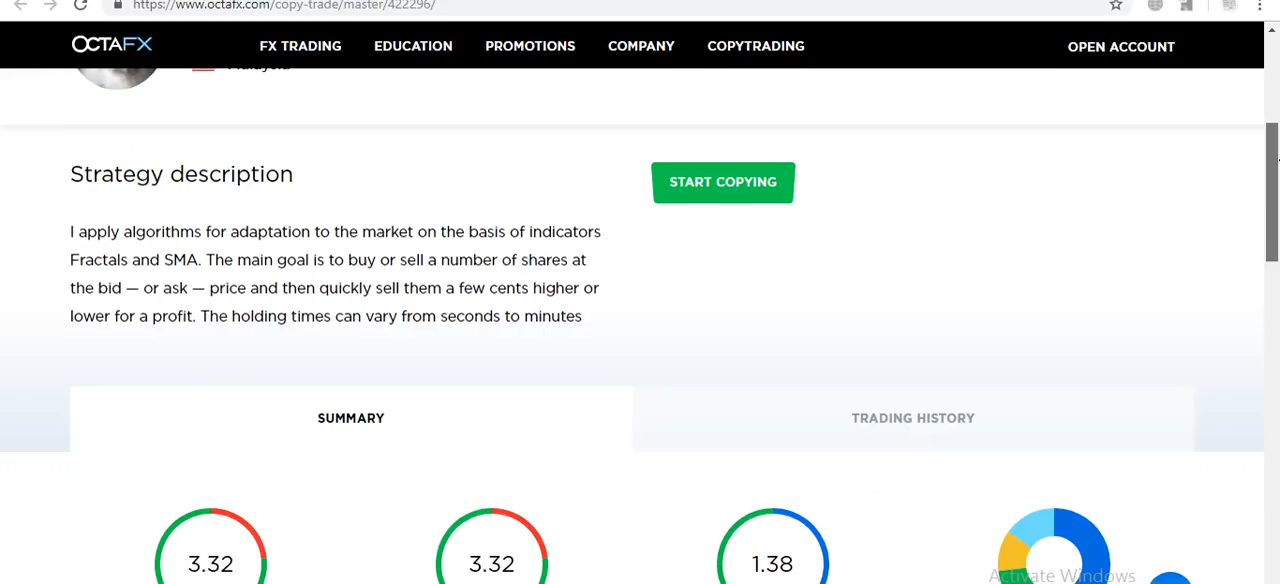 https://www.octafx.com/copy-trade/master/422296/
OCTAFX
FX TRADING
EDUCATION
PROMOTIONS
COMPANY
COPYTRADING
OPEN ACCOUNT
Malaysia
Strategy description
START COPYING
I apply algorithms for adaptation to the market on the basis of indicators
Fractals and SMA. The main goal is to buy or sell a number of shares at
the bid — or ask — price and then quickly sell them a few cents higher or
lower for a profit. The holding times can vary from seconds to minutes
SUMMARY
TRADING HISTORY
3.32
3.32
1.38
Activate Windows